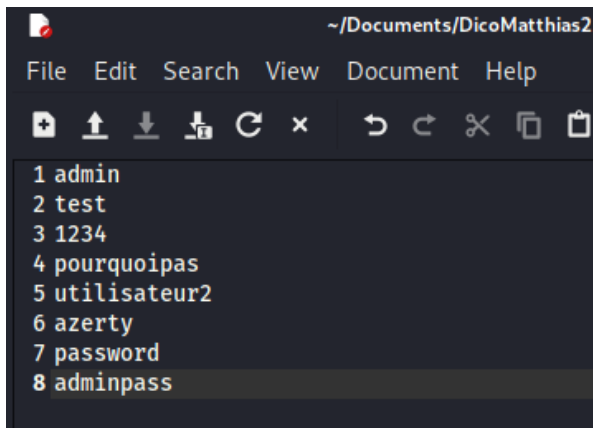 ~/Documents/DicoMatthias2
File Edit Search View Document Help
1 admin
2 test
3 1234
4 pourquoipas
5 utilisateur2
6 azerty
7 password
8 adminpass